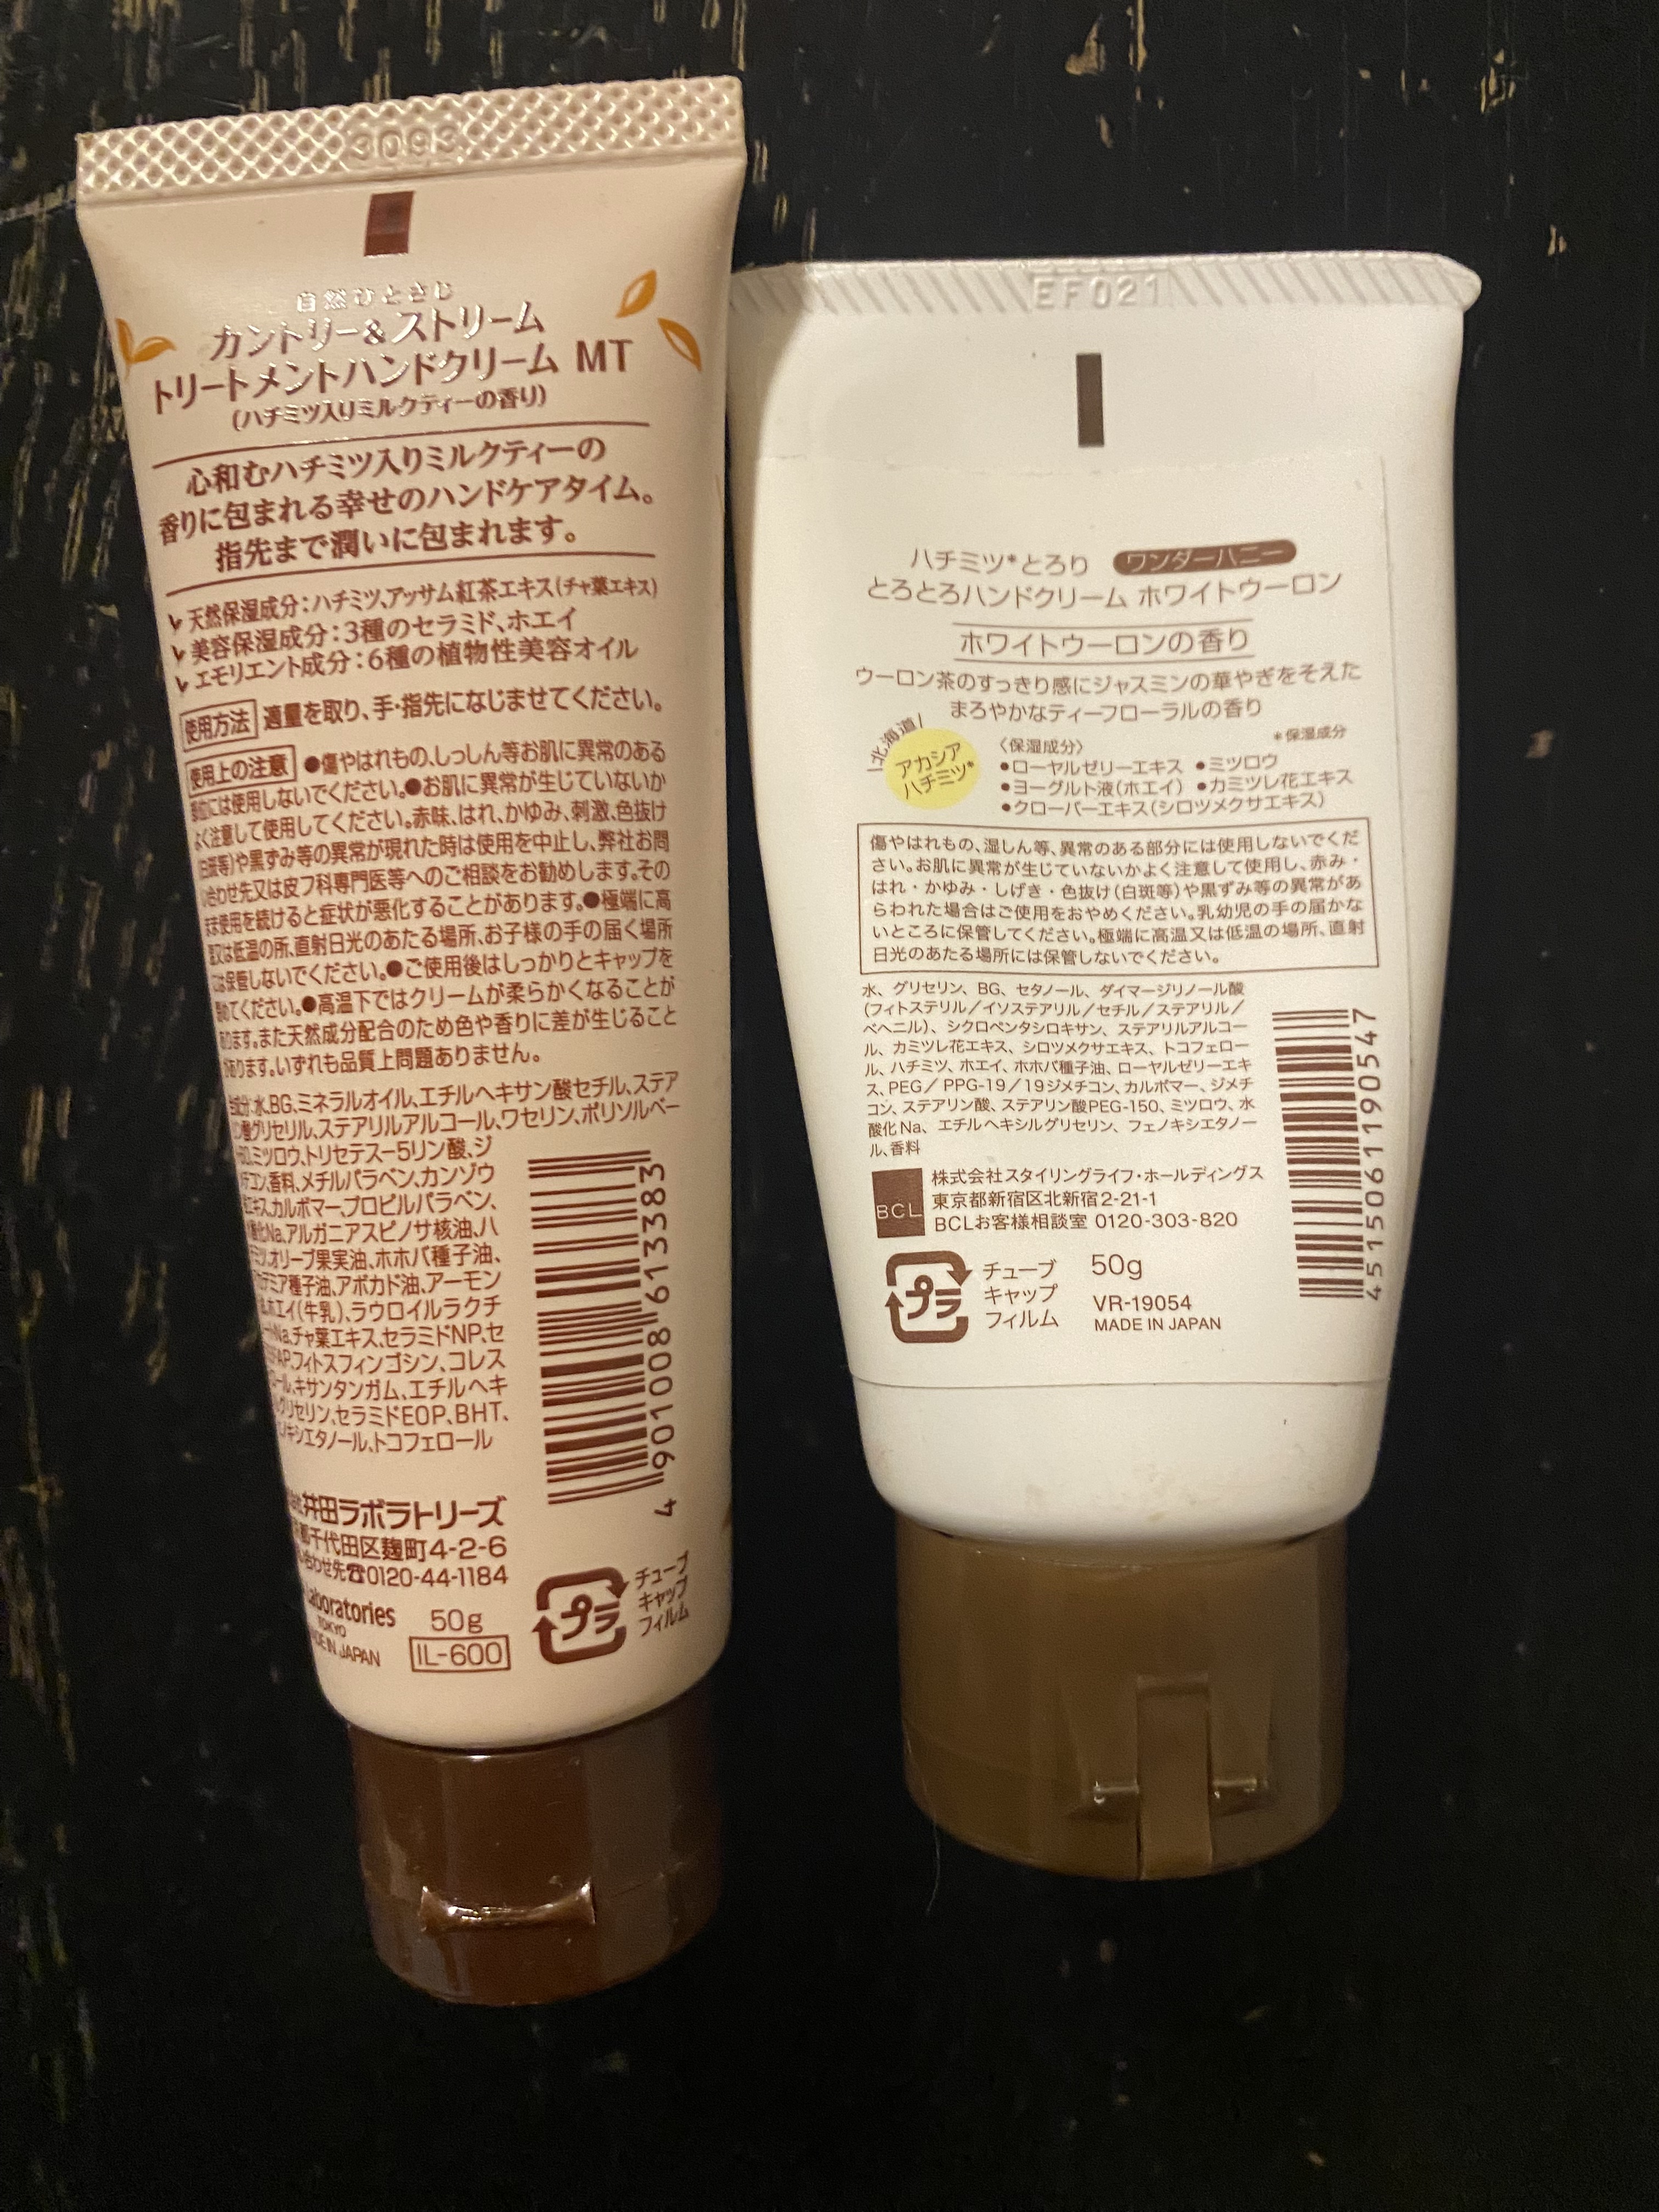 3093
自然ひとさじ
カントリー&ストリーム
トリートメントハンドクリーム MT
(ハチミツ入りミルクティーの香り)
心和むハチミツ入りミルクティーの
香りに包まれる幸せのハンドケアタイム。
指先まで潤いに包まれます。
天然保湿成分:ハチミツ、アッサム紅茶エキス(チャ葉エキス)
美容保湿成分:3種のセラミド、ホエイ
エモリエント成分:6種の植物性美容オイル
使用方法 適量を取り、手・指先になじませてください。
使用上の注意 ●傷やはれもの、しっしん等お肌に異常のある
部位には使用しないでください。●お肌に異常が生じていないか
よく注意して使用してください。赤味、はれ、かゆみ、刺激、色抜け
(白斑等)や黒ずみ等の異常が現れた時は使用を中止し、弊社お問
い合わせ先又は皮フ科専門医等へのご相談をお勧めします。その
まま使用を続けると症状が悪化することがあります。●極端に高
温又は低温の所、直射日光のあたる場所、お子様の手の届く場所
には保管しないでください。●ご使用後はしっかりとキャップを
閉めてください。●高温下ではクリームが柔らかくなることが
あります。また天然成分配合のため色や香りに差が生じること
があります。いずれも品質上問題ありません。
成分:水、BG、ミネラルオイル、エチルヘキサン酸セチル、ステア
リン酸グリセリル、ステアリルアルコール、ワセリン、ポリソルベー
ミツロウ、トリセテス-5リン酸、ジ
メチコン、香料、メチルパラベン、カンゾウ
エキス、カルボマー、プロピルパラベン、
水酸化Na、アルガニアスピノサ核油、ハ
チミツ、オリーブ果実油、ホホバ種子油、
マカデミア種子油、アボカド油、アーモン
ホエイ(牛乳)、ラウロイルラクチ
Na、チャ葉エキス、セラミドNP、セ
AP、フィトスフィンゴシン、コレス
ロール、キサンタンガム、エチルヘキ
グリセリン、セラミドEOP、BHT、
ノキシエタノール、トコフェロール
井田ラボラトリーズ
千代田区麹町4-2-6
合わせ先☎0120-44-1184
Laboratories
TOKYO
MADE IN JAPAN
50g
IL-600
4 901008 613383
プラ
チューブ
キャップ
フィルム
EF021
ハチミツ*とろり ワンダーハニー
とろとろハンドクリーム ホワイトウーロン
ホワイトウーロンの香り
ウーロン茶のすっきり感にジャスミンの華やぎをそえた
まろやかなティーフローラルの香り
*保湿成分
北海道
アカシア
ハチミツ*
〈保湿成分〉
●ローヤルゼリーエキス ●ミツロウ
●ヨーグルト液(ホエイ) ●カミツレ花エキス
●クローバーエキス(シロツメクサエキス)
傷やはれもの、湿しん等、異常のある部分には使用しないでくだ
さい。お肌に異常が生じていないかよく注意して使用し、赤み・
はれ・かゆみ・しげき・色抜け(白斑等)や黒ずみ等の異常があ
らわれた場合はご使用をおやめください。乳幼児の手の届かな
いところに保管してください。極端に高温又は低温の場所、直射
日光のあたる場所には保管しないでください。
水、グリセリン、BG、セタノール、ダイマージリノール酸
(フィトステリル/イソステアリル/セチル/ステアリル/
ベヘニル)、シクロペンタシロキサン、ステアリルアルコー
ル、カミツレ花エキス、シロツメクサエキス、トコフェロー
ル、ハチミツ、ホエイ、ホホバ種子油、ローヤルゼリーエキ
ス、PEG/PPG-19/19ジメチコン、カルボマー、ジメチ
コン、ステアリン酸、ステアリン酸PEG-150、ミツロウ、水
酸化Na、エチルヘキシルグリセリン、フェノキシエタノー
ル、香料
BCL
株式会社スタイリングライフ・ホールディングス
東京都新宿区北新宿2-21-1
BCLお客様相談室 0120-303-820
プラ
チューブ
キャップ
フィルム
50g
VR-19054
MADE IN JAPAN
4515061190547